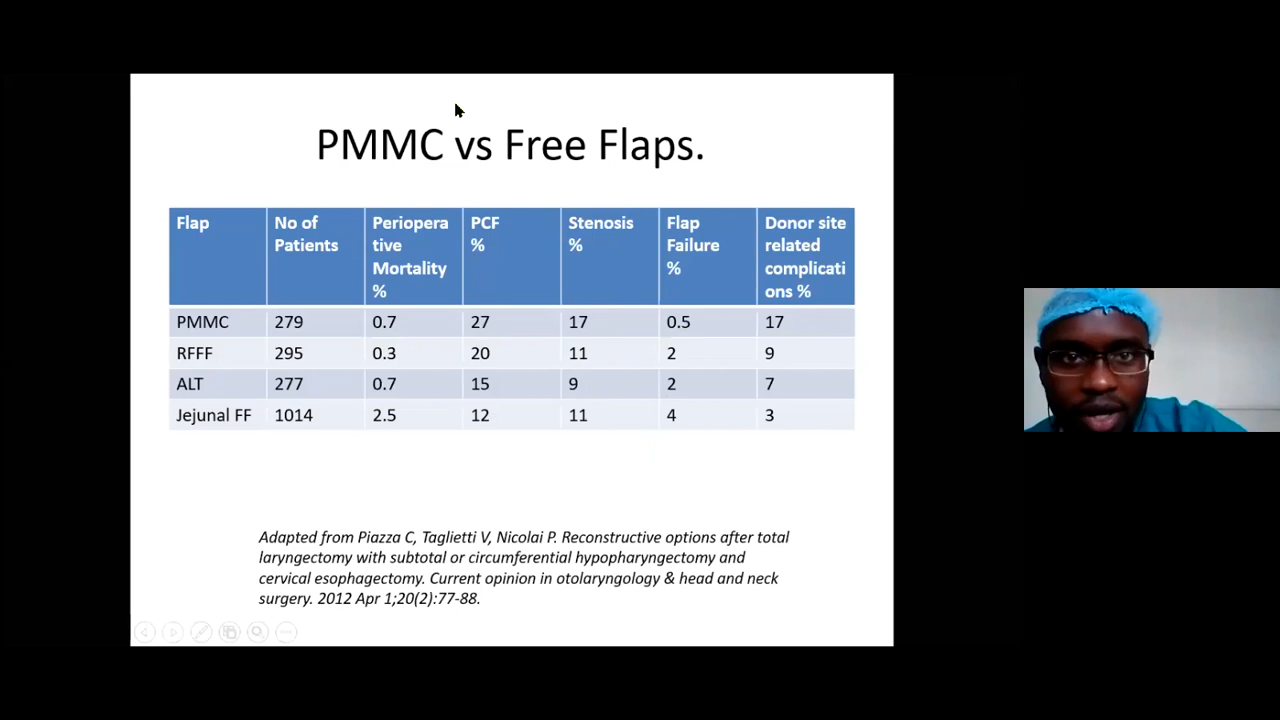 PMMC vs Free Flaps.
Flap No of Patients Periopera tive Mortality % PCF % Stenosis % Flap Failure % Donor site related complicati ons %
PMMC 279 0.7 27 17 0.5 17
RFFF 295 0.3 20 11 2 9
ALT 277 0.7 15 9 2 7
Jejunal FF 1014 2.5 12 11 4 3
Adapted from Piazza C, Taglietti V, Nicolai P. Reconstructive options after total
laryngectomy with subtotal or circumferential hypopharyngectomy and
cervical esophagectomy. Current opinion in otolaryngology & head and neck
surgery. 2012 Apr 1;20(2):77-88.